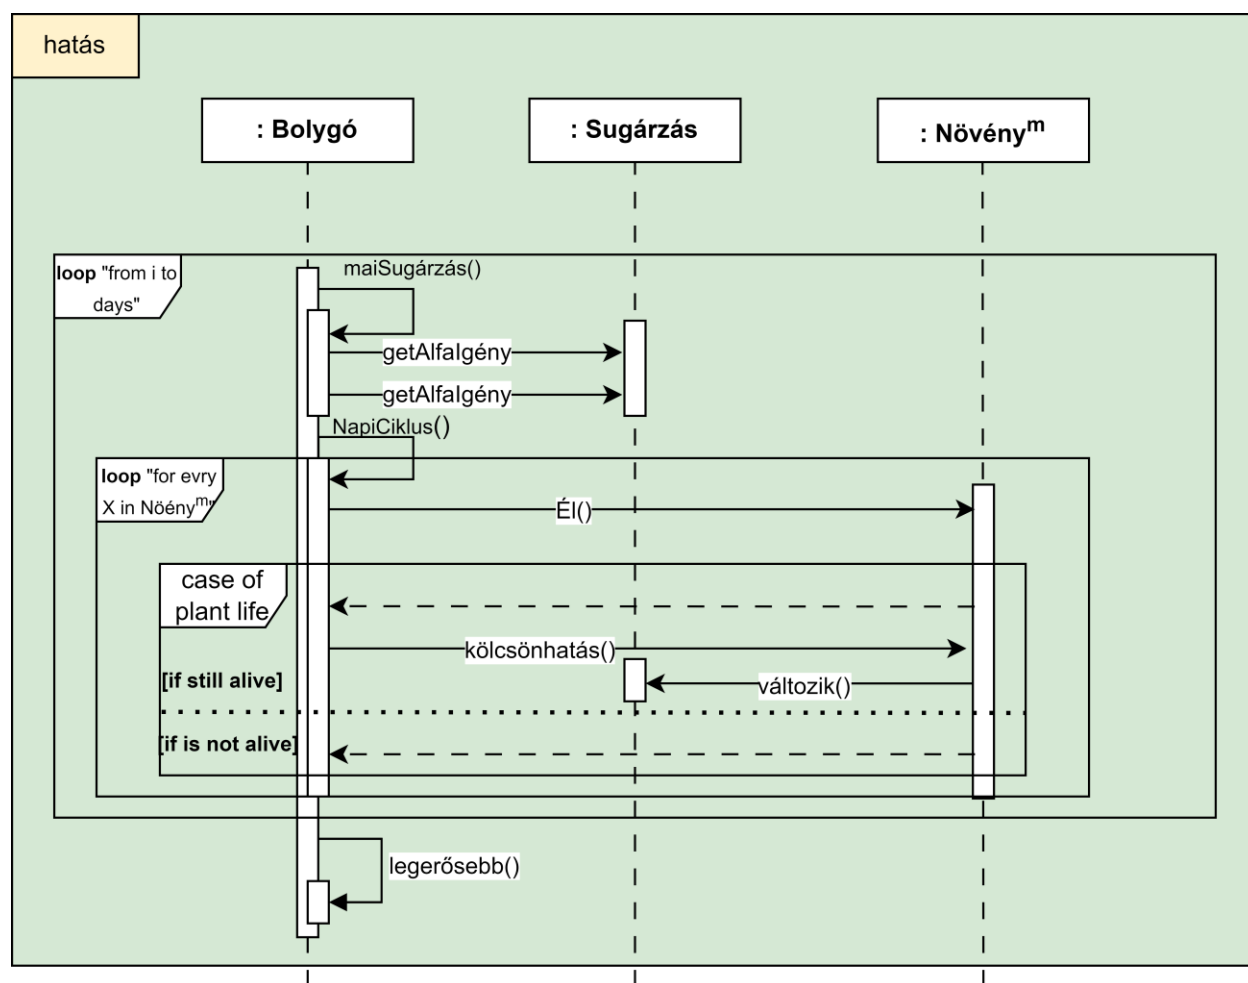 hatás
: Bolygó
: Sugárzás
: Növényᵐ
loop "from i to
days"
maiSugárzás()
getAlfaIgény
getAlfaIgény
NapiCiklus()
loop "for evry
X in Nöényᵐ"
Él()
case of
plant life
kölcsönhatás()
[if still alive]
változik()
[if is not alive]
legerősebb()